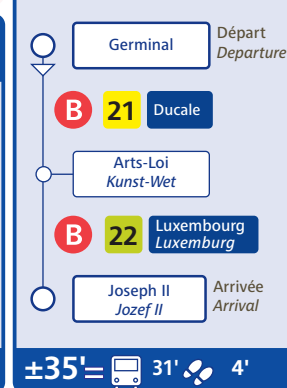 Germinal
Départ
Departure
B 21 Ducale
Arts-Loi
Kunst-Wet
B 22 Luxembourg
Luxemburg
Joseph II
Jozef II
Arrivée
Arrival
±35'= 31' 4'